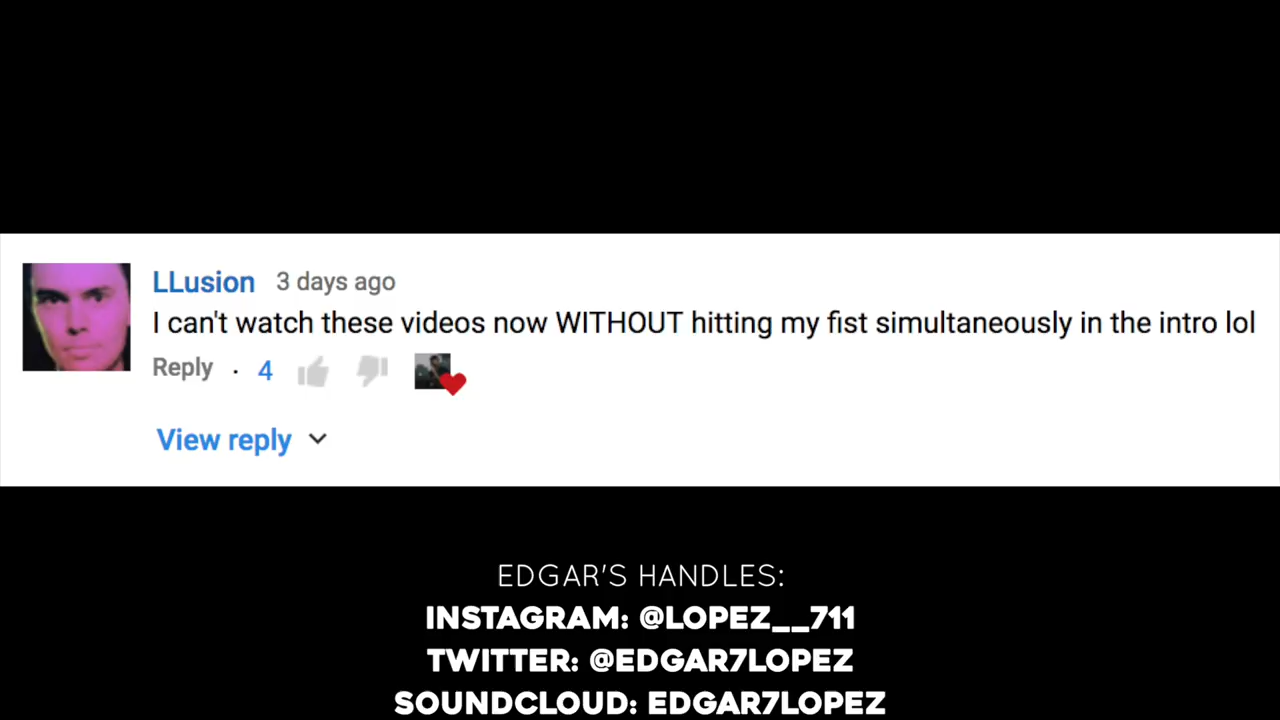 LLusion 3 days ago
I can't watch these videos now WITHOUT hitting my fist simultaneously in the intro lol
Reply · 4
View reply
EDGAR'S HANDLES:
INSTAGRAM: @LOPEZ__711
TWITTER: @EDGAR7LOPEZ
SOUNDCLOUD: EDGAR7LOPEZ